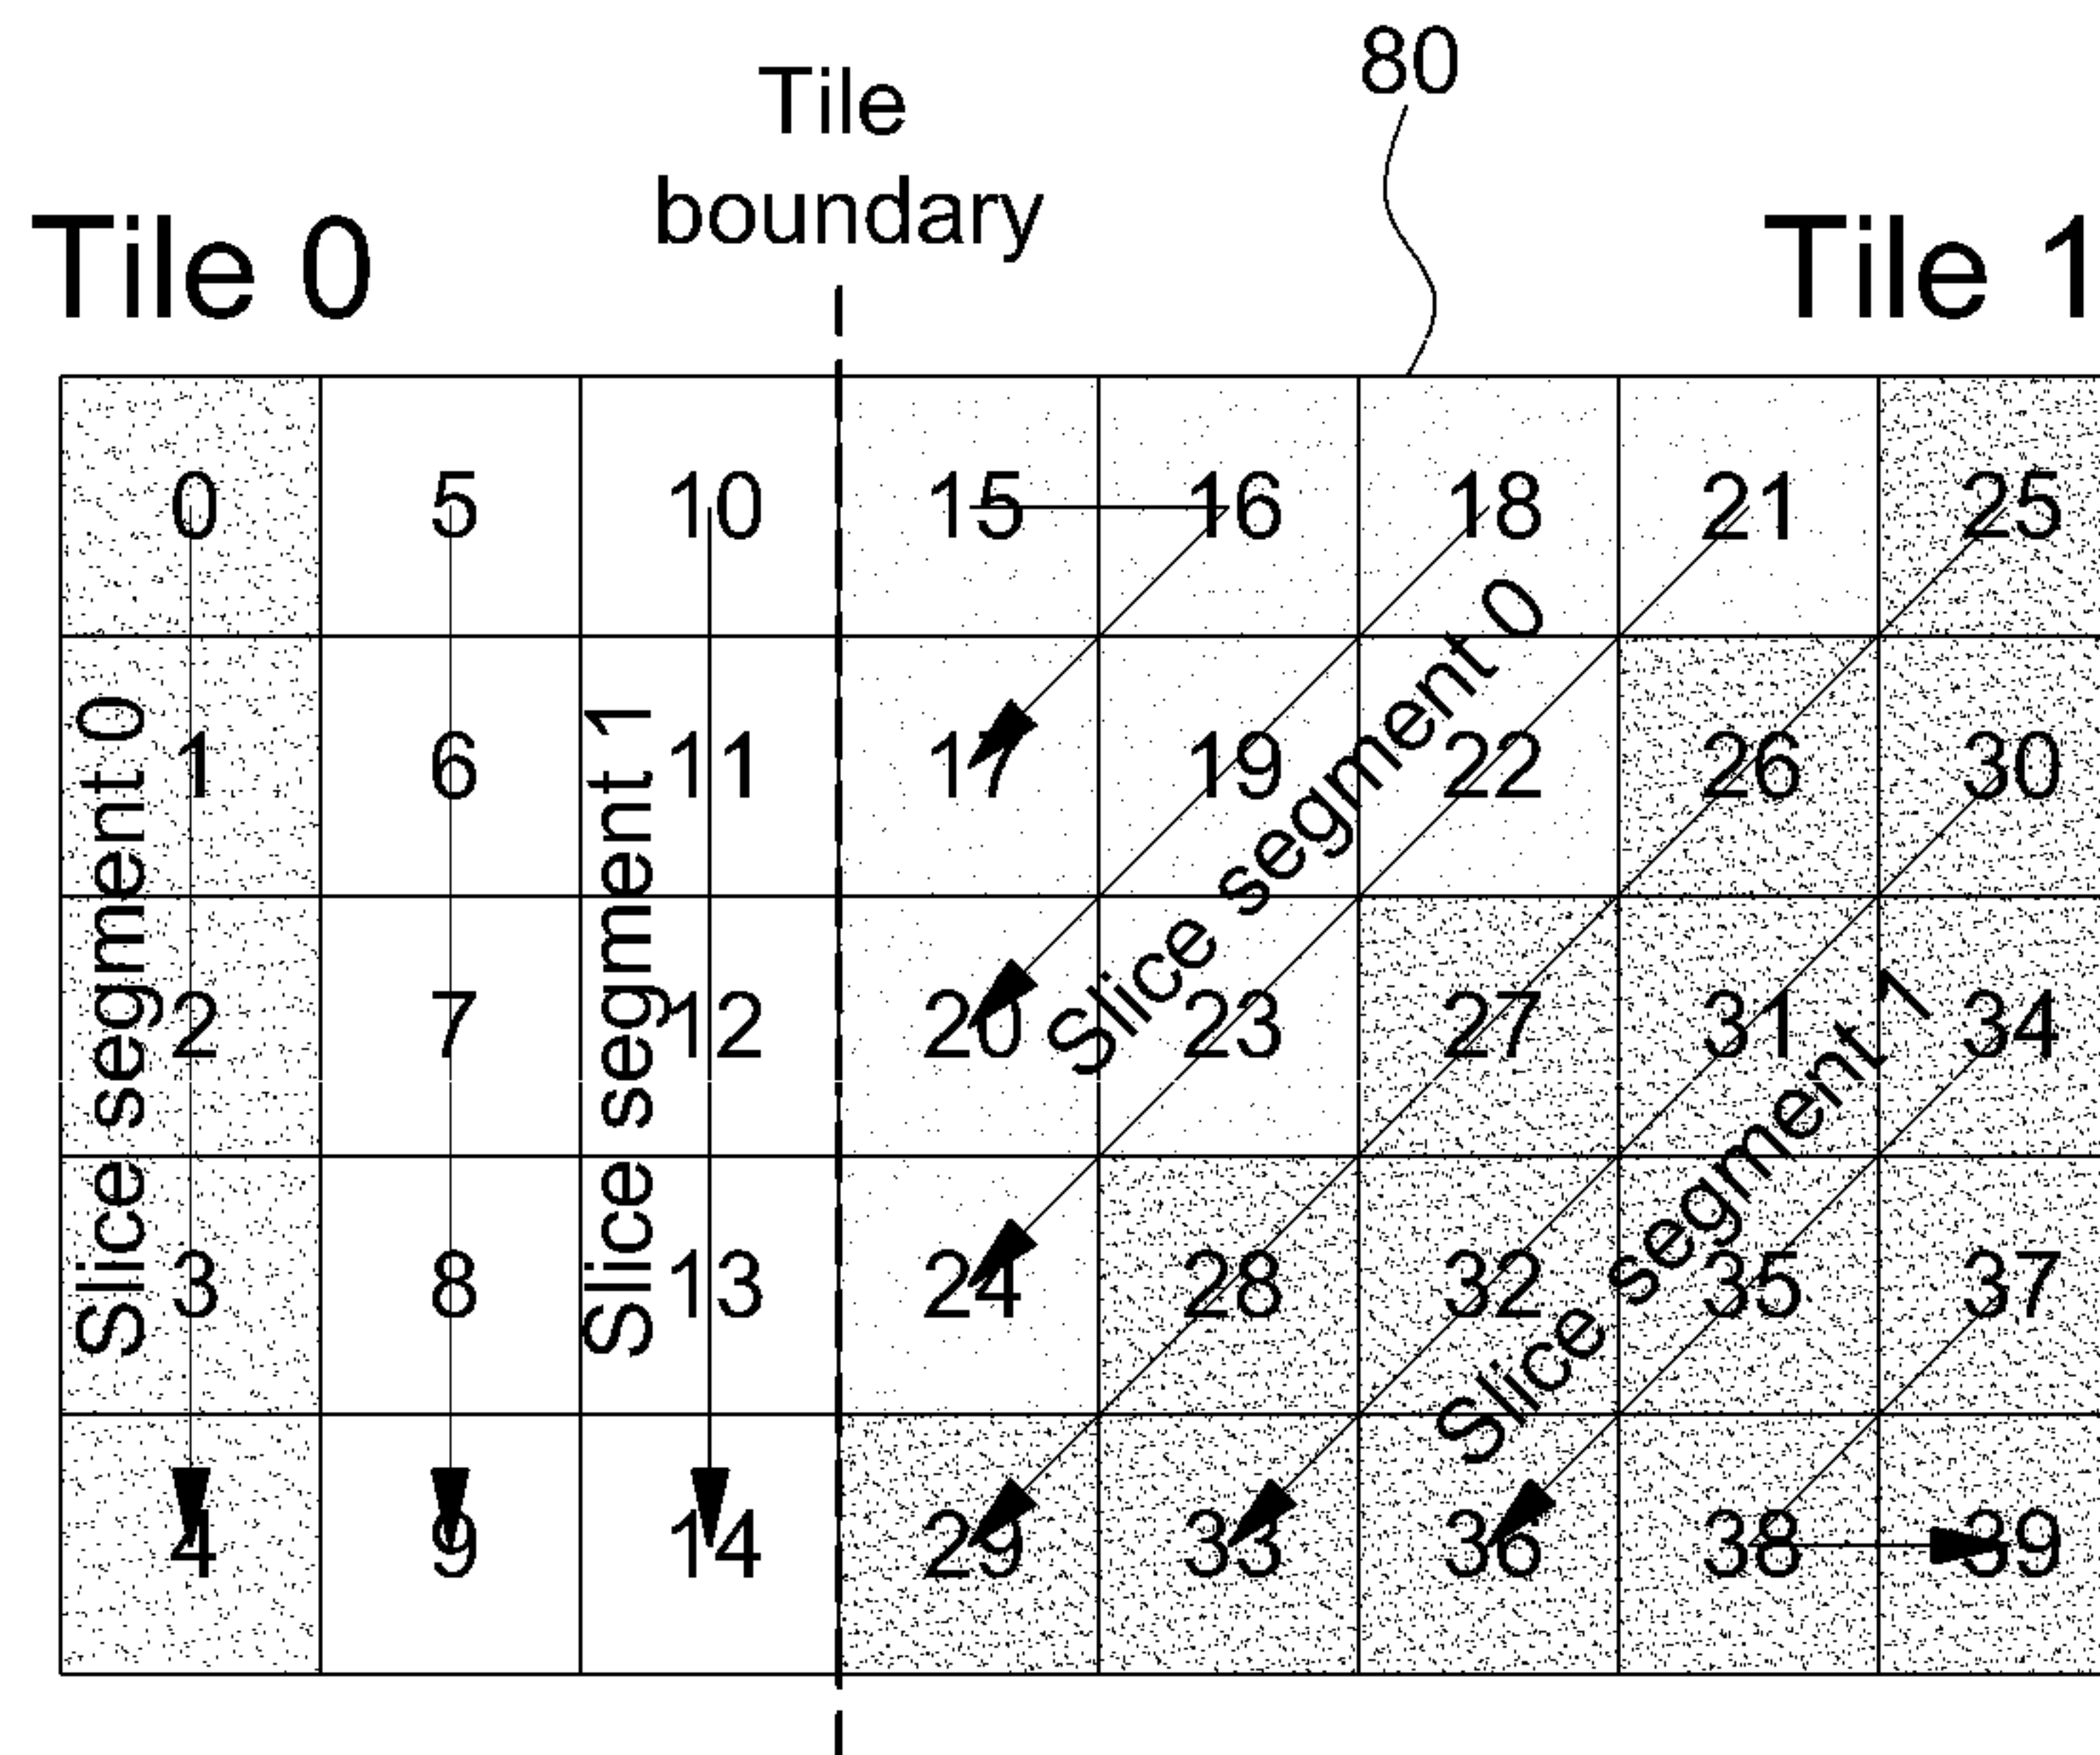 80
Tile
boundary
Tile 0
Tile 1
0 5 10 15 16 18 21 25
1 6 11 17 19 22 26 30
2 7 12 20 23 27 31 34
3 8 13 24 28 32 35 37
4 9 14 29 33 36 38 39
Slice segment 0
Slice segment 1
Slice segment 0
Slice segment 1